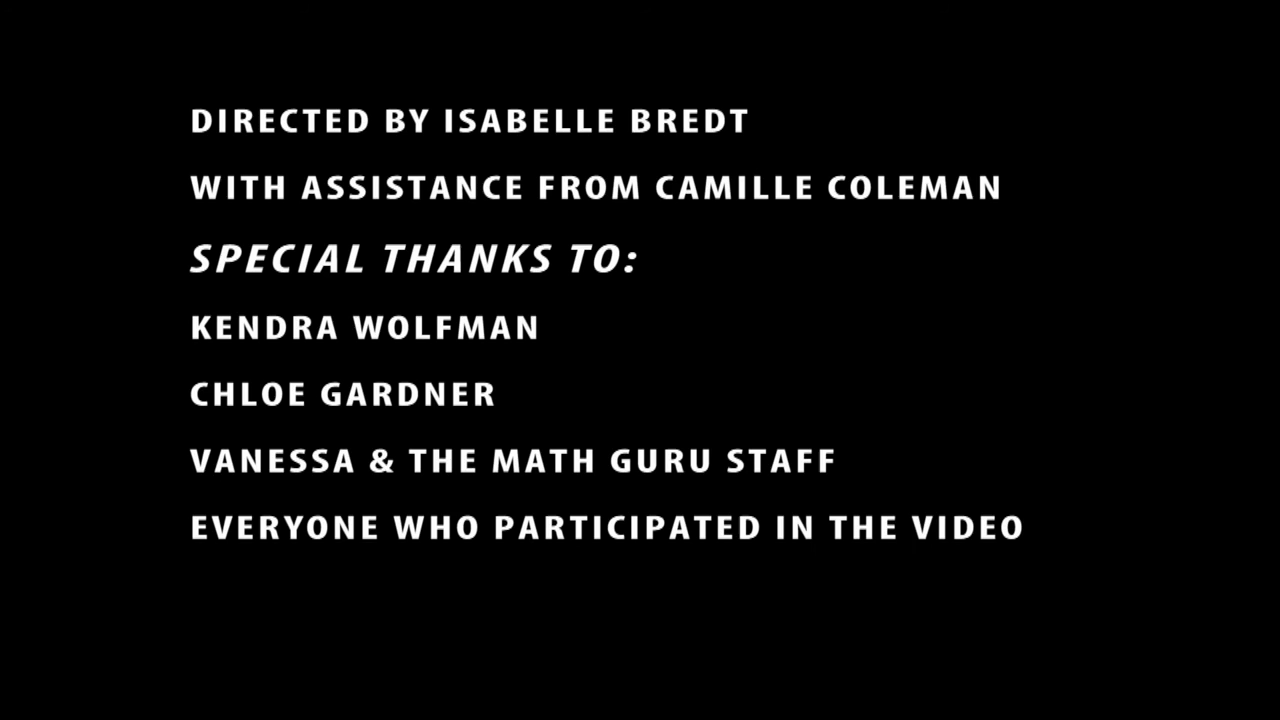 DIRECTED BY ISABELLE BREDT
WITH ASSISTANCE FROM CAMILLE COLEMAN
SPECIAL THANKS TO:
KENDRA WOLFMAN
CHLOE GARDNER
VANESSA & THE MATH GURU STAFF
EVERYONE WHO PARTICIPATED IN THE VIDEO